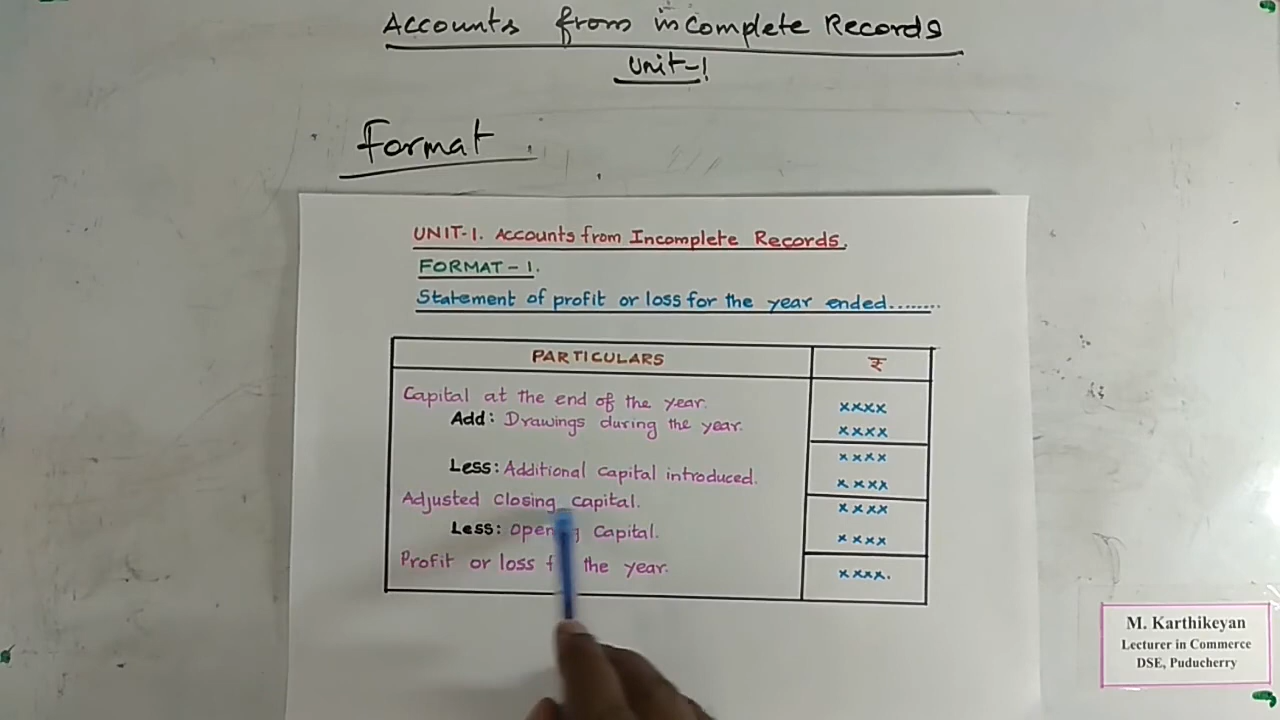 Accounts from incomplete Records
Unit-1
Format.
UNIT-1. Accounts from Incomplete Records.
FORMAT-1.
Statement of profit or loss for the year ended........
PARTICULARS ₹
Capital at the end of the year. xxxx
Add: Drawings during the year. xxxx
xxxx
Less: Additional capital introduced. xxxx
Adjusted Closing capital. xxxx
Less: Capital. xxxx
Profit or loss the year. xxxx.
M. Karthikeyan
Lecturer in Commerce
DSE, Puducherry